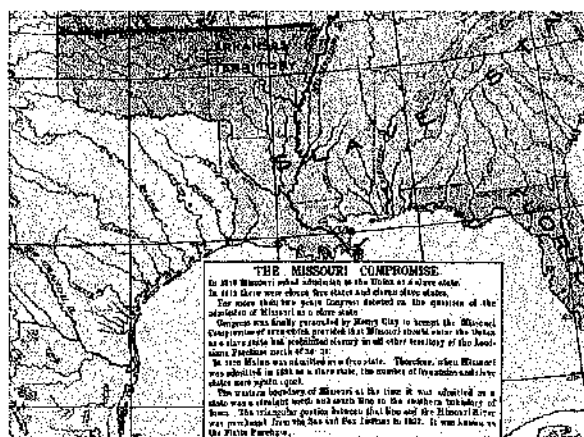 ARKANSAS
TERRITORY
SLAVE ST
FLOR
THE MISSOURI COMPROMISE.
In 1818 Missouri asked admission to the Union as a slave state.
In 1819 there were eleven free states and eleven slave states.
For more than two years Congress debated on the question of the
admission of Missouri as a slave state.
Congress was finally persuaded by Henry Clay to accept the Missouri
Compromise of 1820 which provided that Missouri should enter the Union
as a slave state but prohibited slavery in all other territory of the Loui-
siana Purchase north of 36° 30'.
In 1820 Maine was admitted as a free state. Therefore, when Missouri
was admitted in 1821 as a slave state, the number of free states and slave
states were again equal.
The western boundary of Missouri at the time it was admitted as a
state was a straight north and south line to the southern boundary of
Iowa. The triangular portion between that line and the Missouri River
was purchased from the Sac and Fox Indians in It was known as
the Platte Purchase.